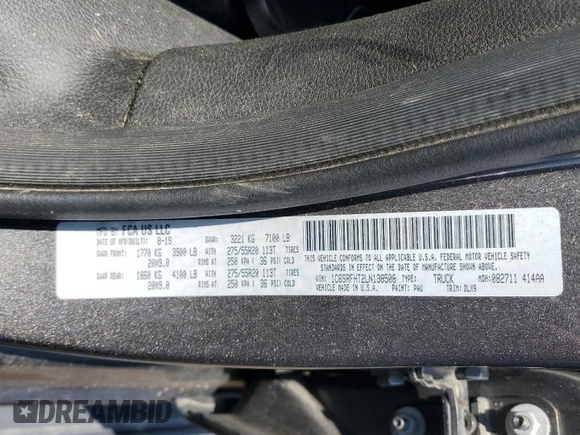 MFD BY: FCA US LLC
DATE OF MFR(BUILT): 8-19 GVWR: 3221 KG 7100 LB
GAWR FRONT: 1770 KG 3900 LB WITH 275/55R20 113T TIRES
20X9.0 RIMS AT 250 KPA( 36 PSI) COLD
GAWR REAR: 1860 KG 4100 LB WITH 275/55R20 113T TIRES
20X9.0 RIMS AT 250 KPA ( 36 PSI) COLD
THIS VEHICLE CONFORMS TO ALL APPLICABLE U.S.A. FEDERAL MOTOR VEHICLE SAFETY
STANDARDS IN EFFECT ON THE DATE OF MANUFACTURE SHOWN ABOVE.
VIN: 1C6SRFHT2LN138506 TYPE: TRUCK MDH: 082711 414AA
MADE IN U.S.A. PAINT: PAU TRIM: DLX9
DREAMBID